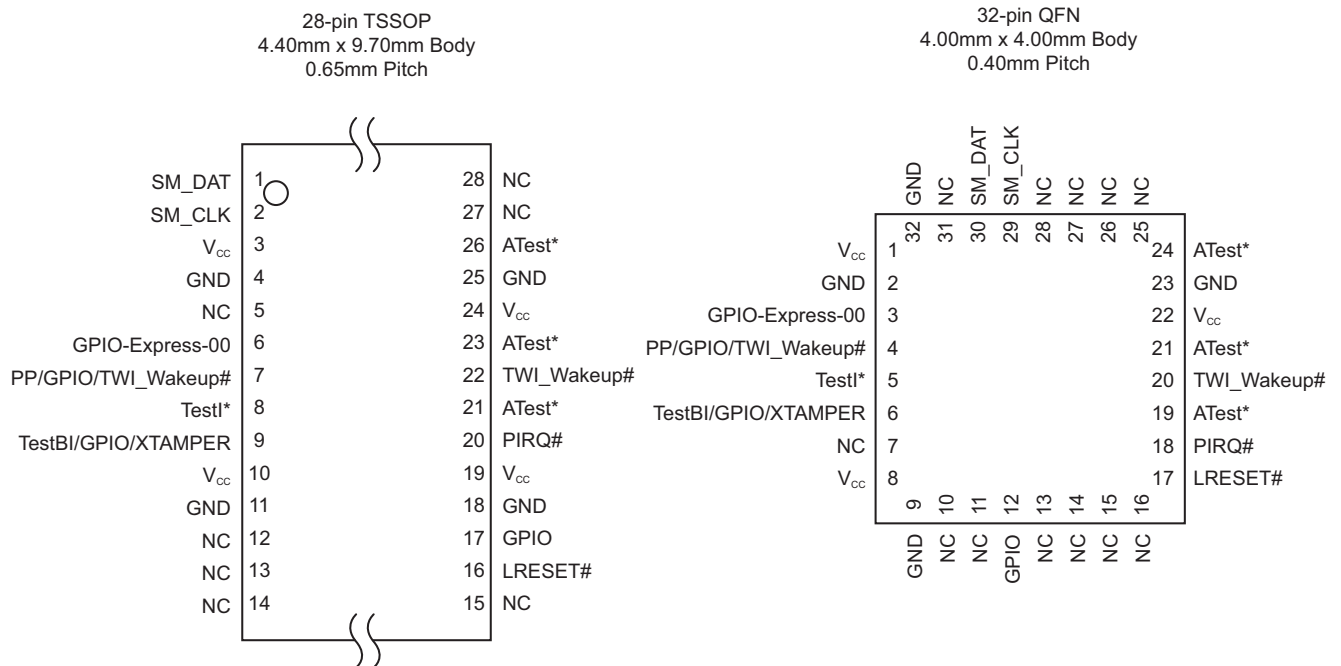 28-pin TSSOP
4.40mm x 9.70mm Body
0.65mm Pitch
SM_DAT 1 28 NC
SM_CLK 2 27 NC
Vcc 3 26 ATest*
GND 4 25 GND
NC 5 24 Vcc
GPIO-Express-00 6 23 ATest*
PP/GPIO/TWI_Wakeup# 7 22 TWI_Wakeup#
TestI* 8 21 ATest*
TestBI/GPIO/XTAMPER 9 20 PIRQ#
Vcc 10 19 Vcc
GND 11 18 GND
NC 12 17 GPIO
NC 13 16 LRESET#
NC 14 15 NC
32-pin QFN
4.00mm x 4.00mm Body
0.40mm Pitch
GND NC SM_DAT SM_CLK NC NC NC NC
32 31 30 29 28 27 26 25
Vcc 1 24 ATest*
GND 2 23 GND
GPIO-Express-00 3 22 Vcc
PP/GPIO/TWI_Wakeup# 4 21 ATest*
TestI* 5 20 TWI_Wakeup#
TestBI/GPIO/XTAMPER 6 19 ATest*
NC 7 18 PIRQ#
Vcc 8 17 LRESET#
9 10 11 12 13 14 15 16
GND NC NC GPIO NC NC NC NC